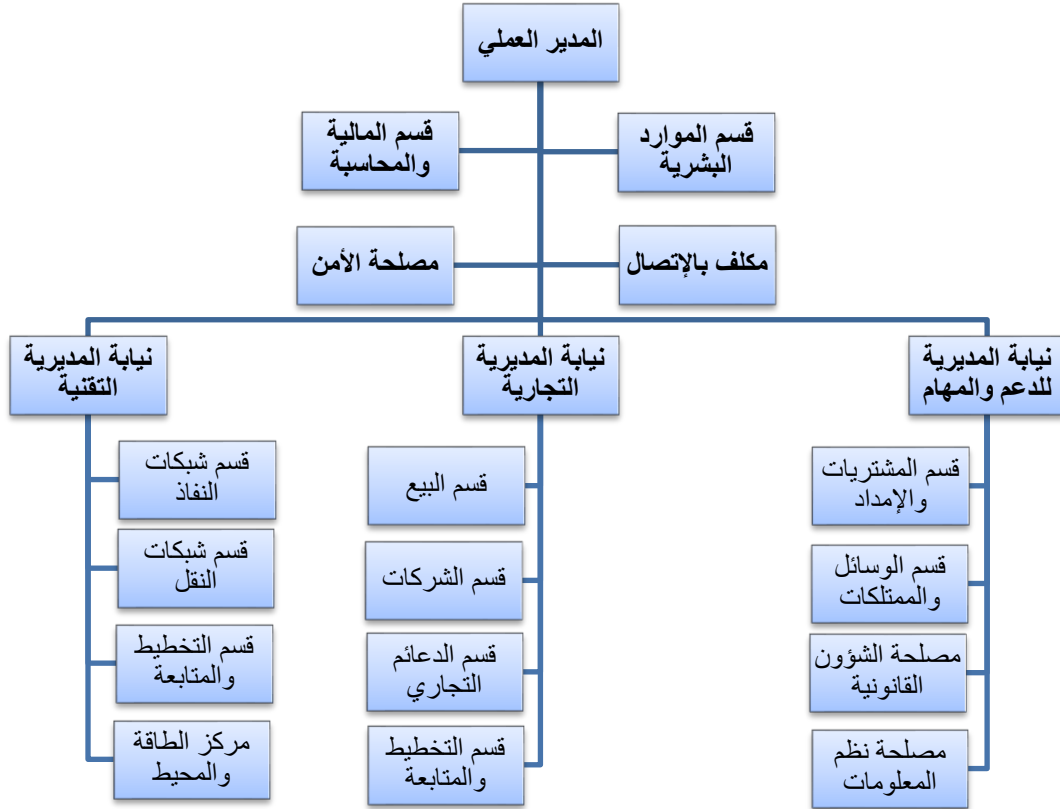 المدير العملي
قسم الموارد
البشرية
قسم المالية
والمحاسبة
مكلف بالإتصال
مصلحة الأمن
نيابة المديرية
للدعم والمهام
نيابة المديرية
التجارية
نيابة المديرية
التقنية
قسم المشتريات
والإمداد
قسم الوسائل
والممتلكات
مصلحة الشؤون
القانونية
مصلحة نظم
المعلومات
قسم البيع
قسم الشركات
قسم الدعائم
التجاري
قسم التخطيط
والمتابعة
قسم شبكات
النفاذ
قسم شبكات
النقل
قسم التخطيط
والمتابعة
مركز الطاقة
والمحيط